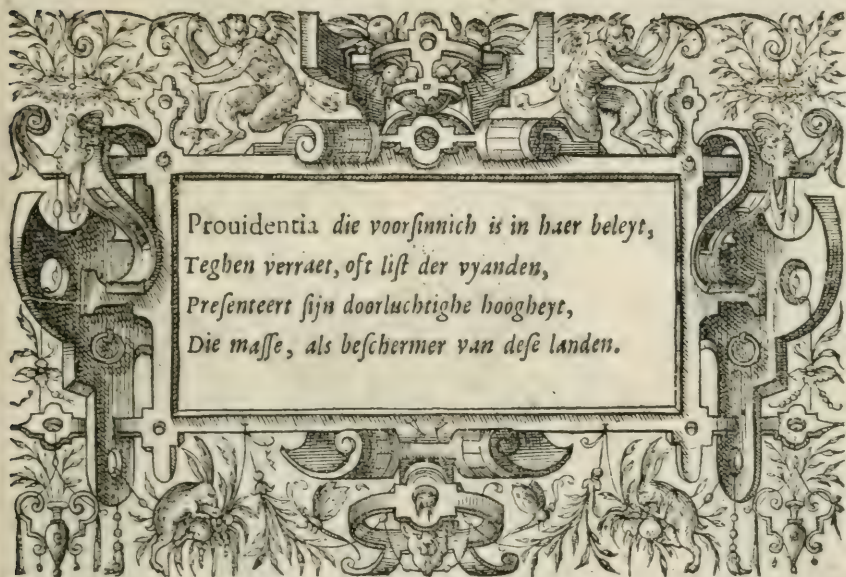 Prouidentia die voorſinnich is in haer beleyt,
Teghen verraet, oft liſt der vyanden,
Preſenteert ſijn doorluchtighe hoogheyt,
Die maſſe, als beſchermer van deſe landen.